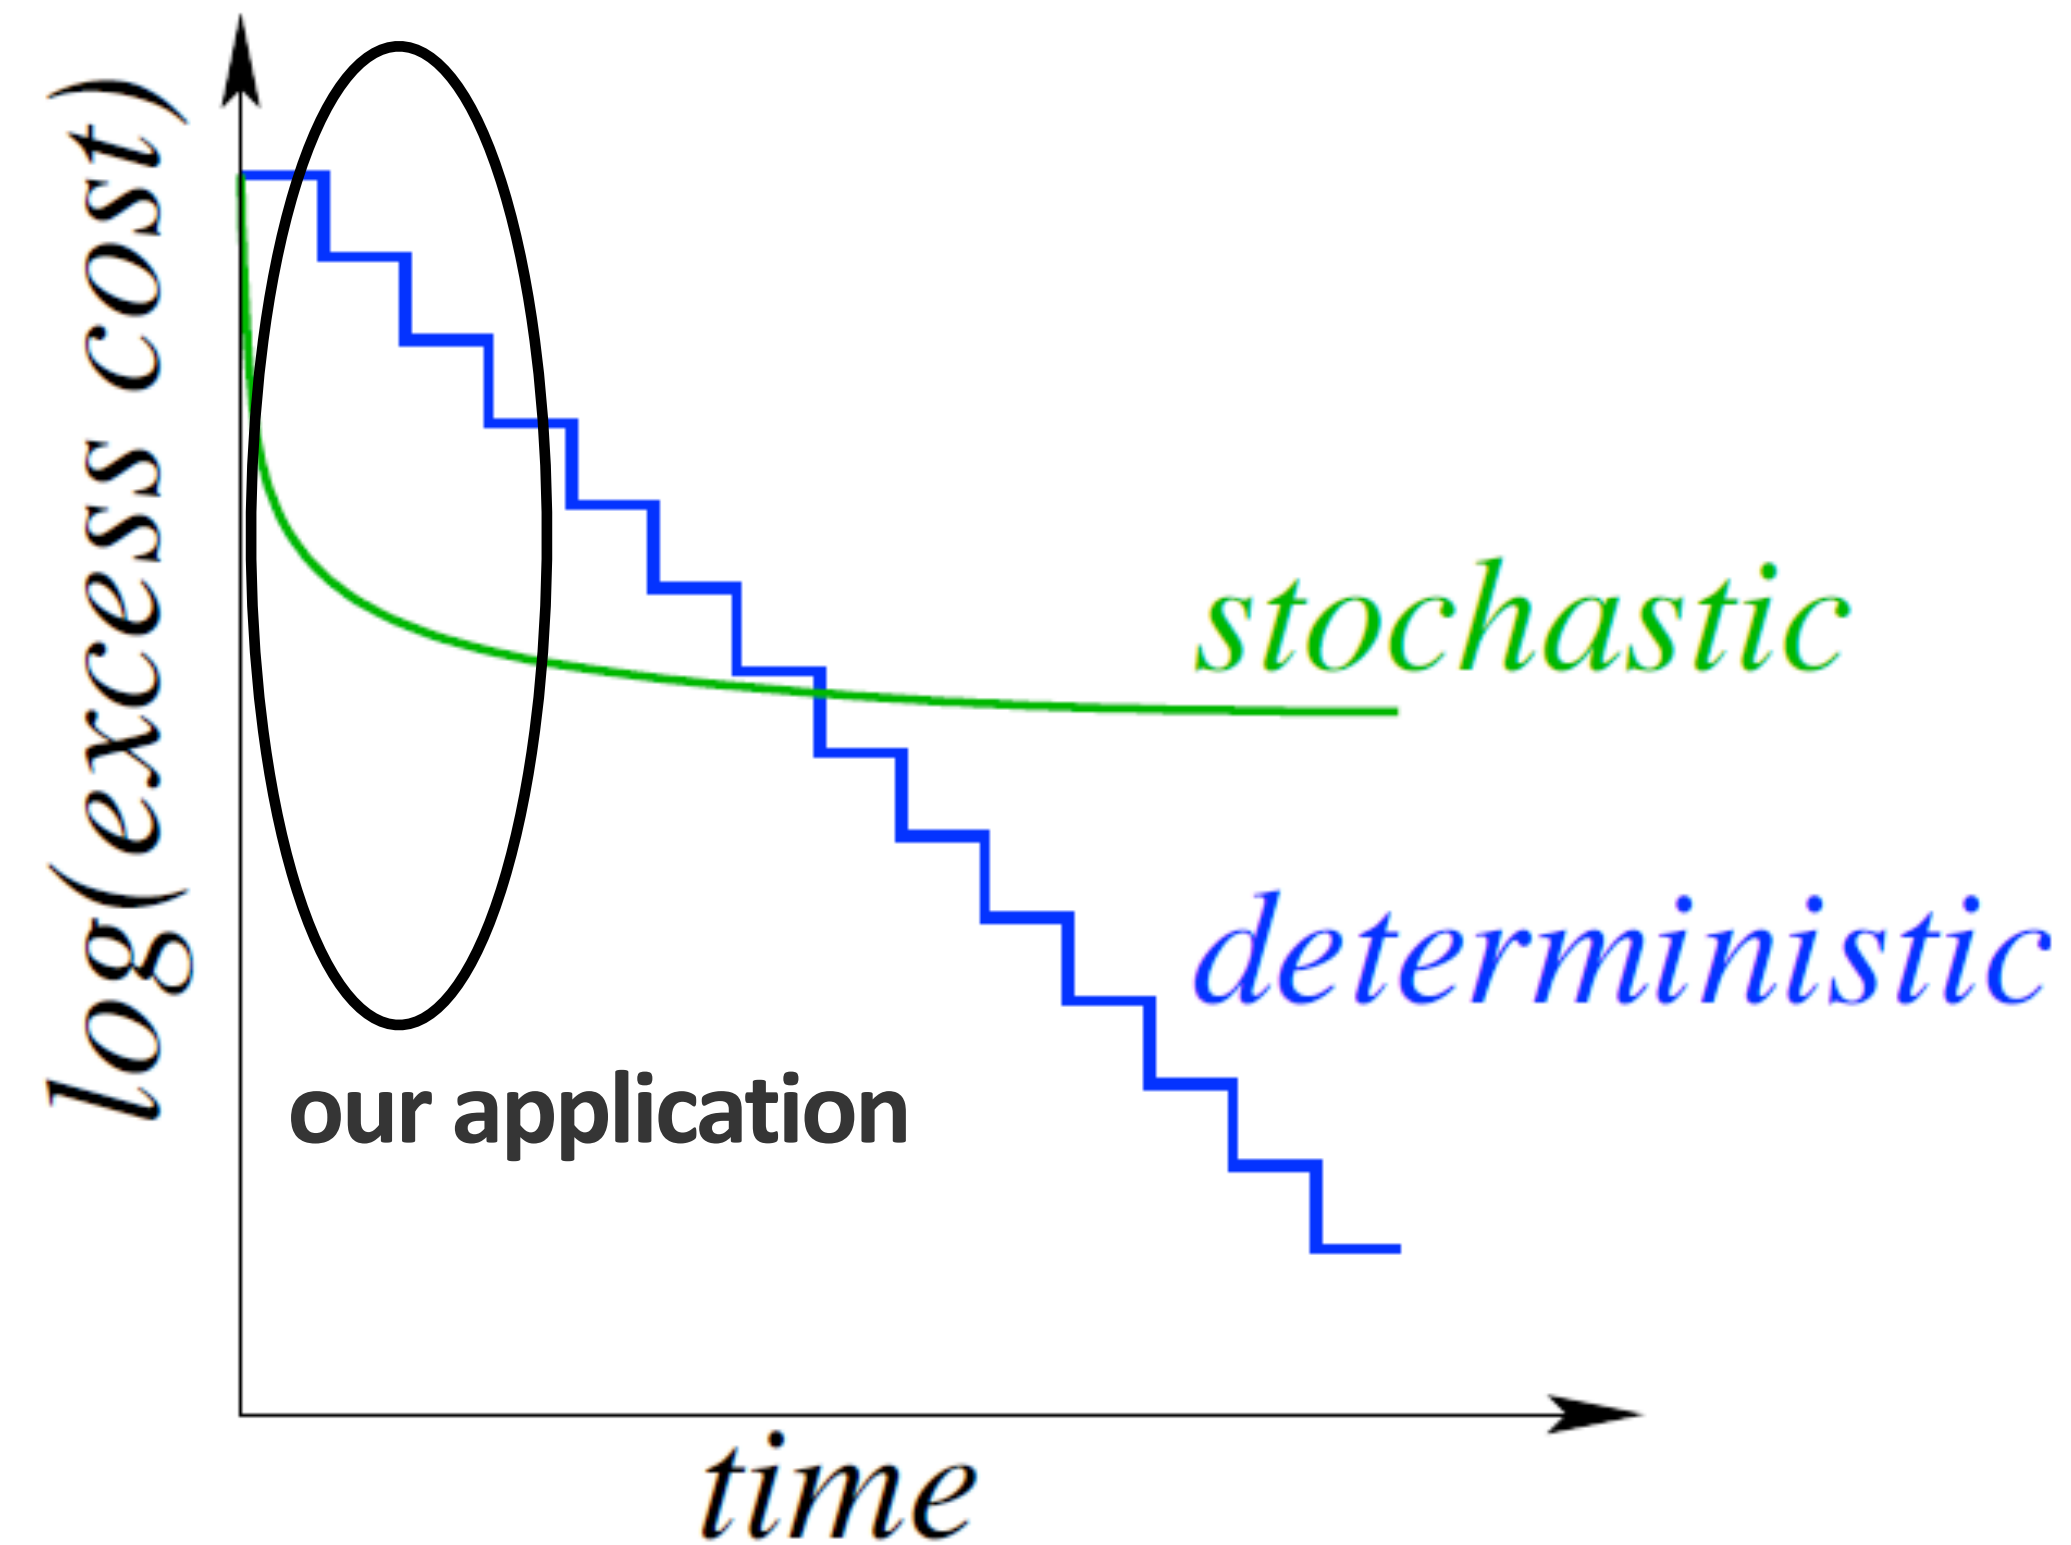 log(excess cost)
stochastic
deterministic
our application
time